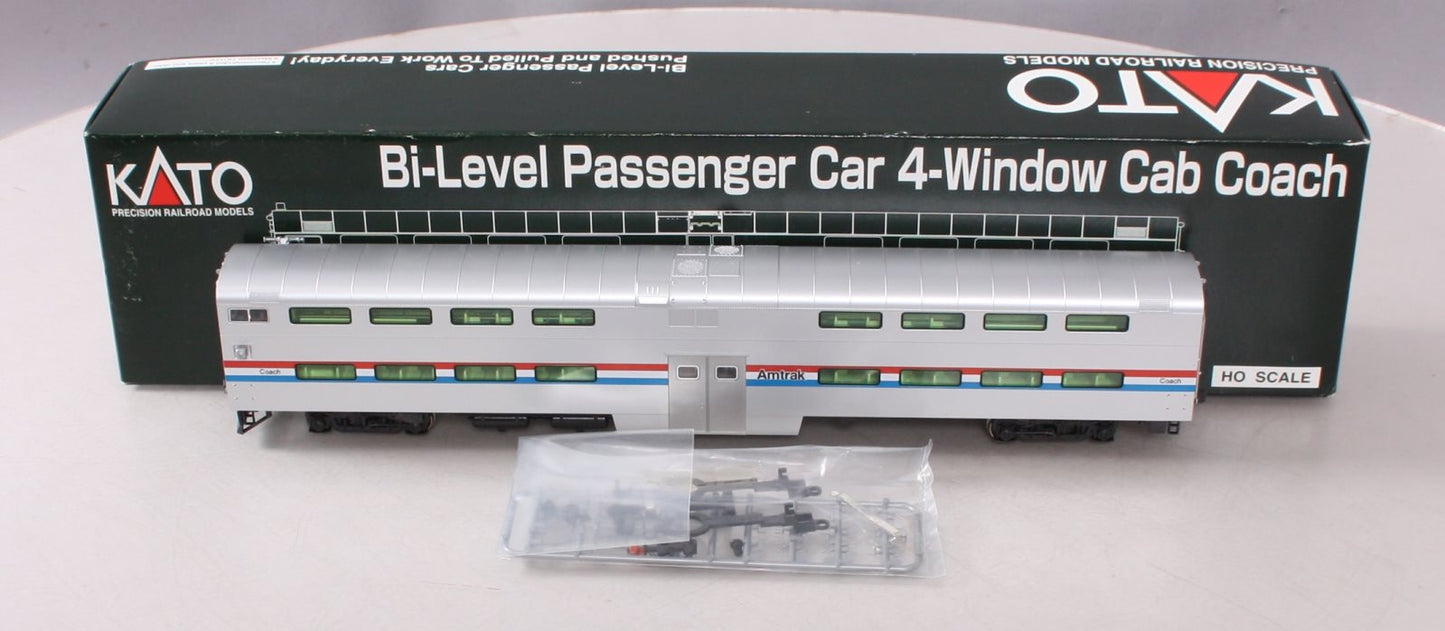 Bi-Level Passenger Cars
Pushed and Pulled To Work Everyday!
KATO
PRECISION RAILROAD MODELS
KATO
PRECISION RAILROAD MODELS
Bi-Level Passenger Car 4-Window Cab Coach
HO SCALE
Coach
Amtrak
Coach